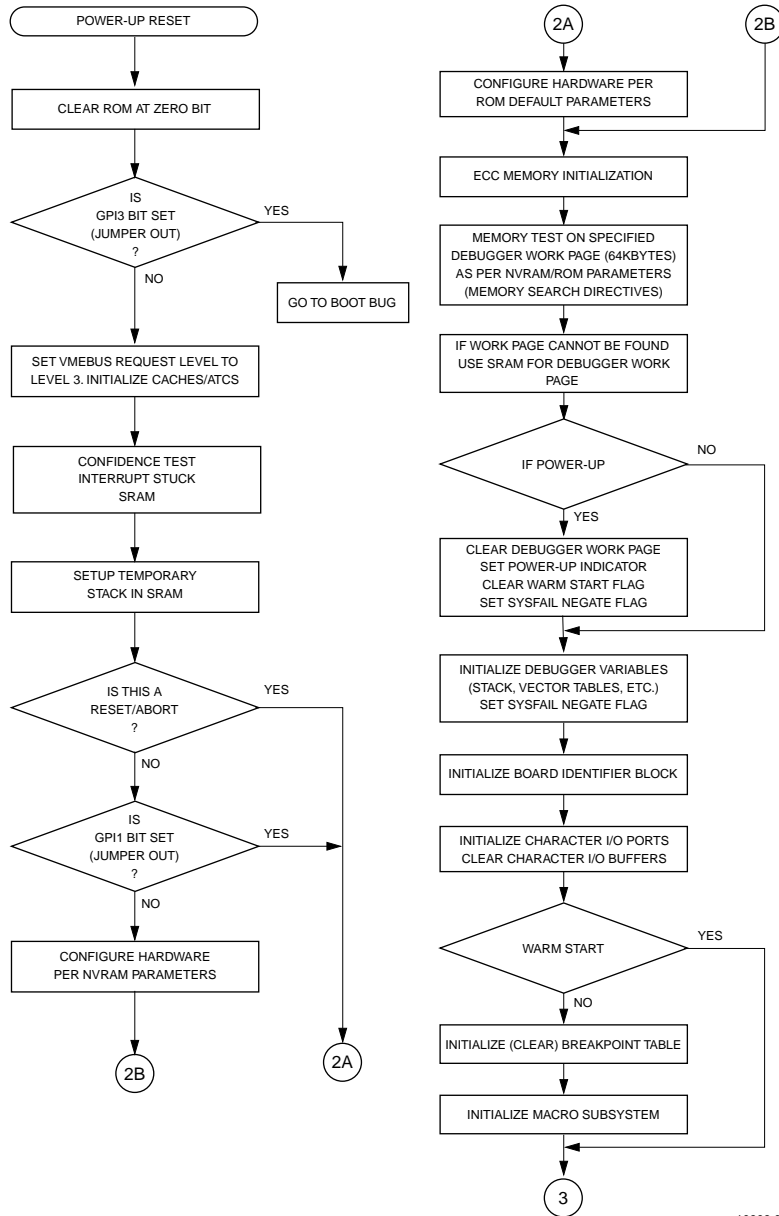 POWER-UP RESET
CLEAR ROM AT ZERO BIT
IS
GPI3 BIT SET
(JUMPER OUT)
?
YES
NO
GO TO BOOT BUG
SET VMEBUS REQUEST LEVEL TO
LEVEL 3. INITIALIZE CACHES/ATCS
CONFIDENCE TEST
INTERRUPT STUCK
SRAM
SETUP TEMPORARY
STACK IN SRAM
IS THIS A
RESET/ABORT
?
YES
NO
IS
GPI1 BIT SET
(JUMPER OUT)
?
YES
NO
CONFIGURE HARDWARE
PER NVRAM PARAMETERS
2B
2A
2A
2B
CONFIGURE HARDWARE PER
ROM DEFAULT PARAMETERS
ECC MEMORY INITIALIZATION
MEMORY TEST ON SPECIFIED
DEBUGGER WORK PAGE (64KBYTES)
AS PER NVRAM/ROM PARAMETERS
(MEMORY SEARCH DIRECTIVES)
IF WORK PAGE CANNOT BE FOUND
USE SRAM FOR DEBUGGER WORK
PAGE
IF POWER-UP
NO
YES
CLEAR DEBUGGER WORK PAGE
SET POWER-UP INDICATOR
CLEAR WARM START FLAG
SET SYSFAIL NEGATE FLAG
INITIALIZE DEBUGGER VARIABLES
(STACK, VECTOR TABLES, ETC.)
SET SYSFAIL NEGATE FLAG
INITIALIZE BOARD IDENTIFIER BLOCK
INITIALIZE CHARACTER I/O PORTS
CLEAR CHARACTER I/O BUFFERS
WARM START
YES
NO
INITIALIZE (CLEAR) BREAKPOINT TABLE
INITIALIZE MACRO SUBSYSTEM
3